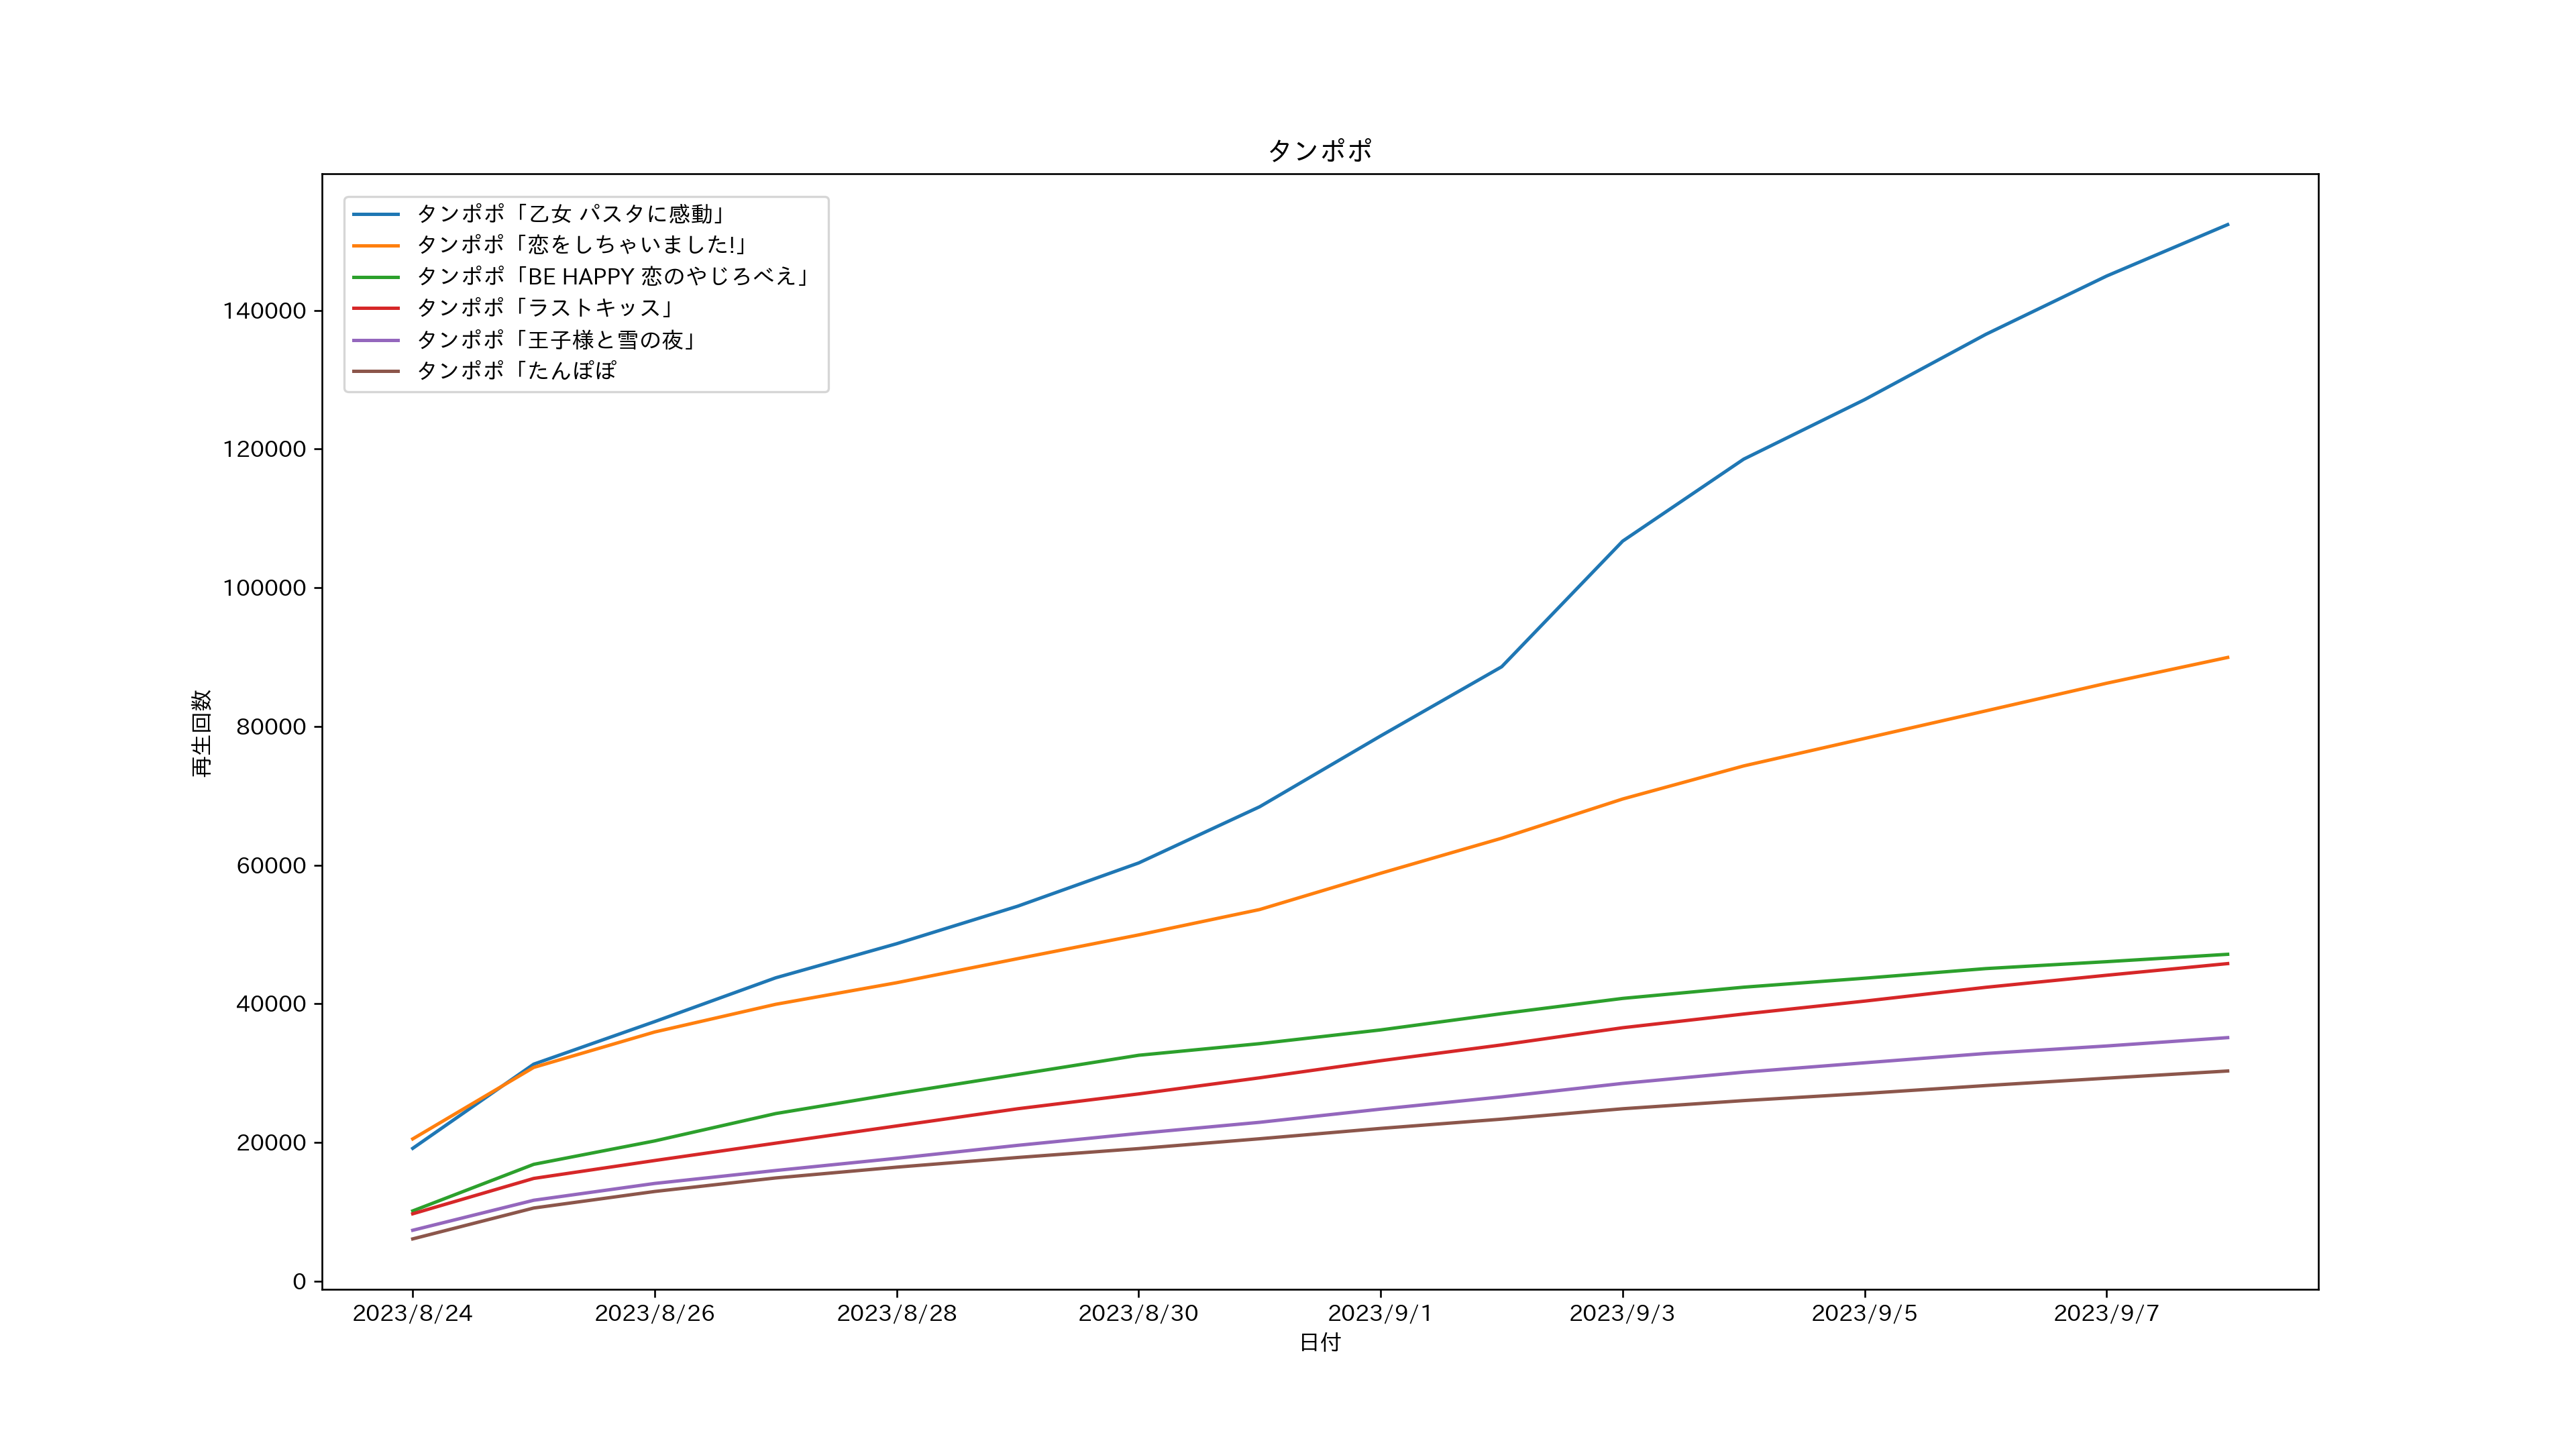 タンポポ
タンポポ「乙女 パスタに感動」
タンポポ「恋をしちゃいました!」
タンポポ「BE HAPPY 恋のやじろべえ」
タンポポ「ラストキッス」
タンポポ「王子様と雪の夜」
タンポポ「たんぽぽ
140000
120000
100000
80000
60000
40000
20000
0
再生回数
2023/8/24 2023/8/26 2023/8/28 2023/8/30 2023/9/1 2023/9/3 2023/9/5 2023/9/7
日付